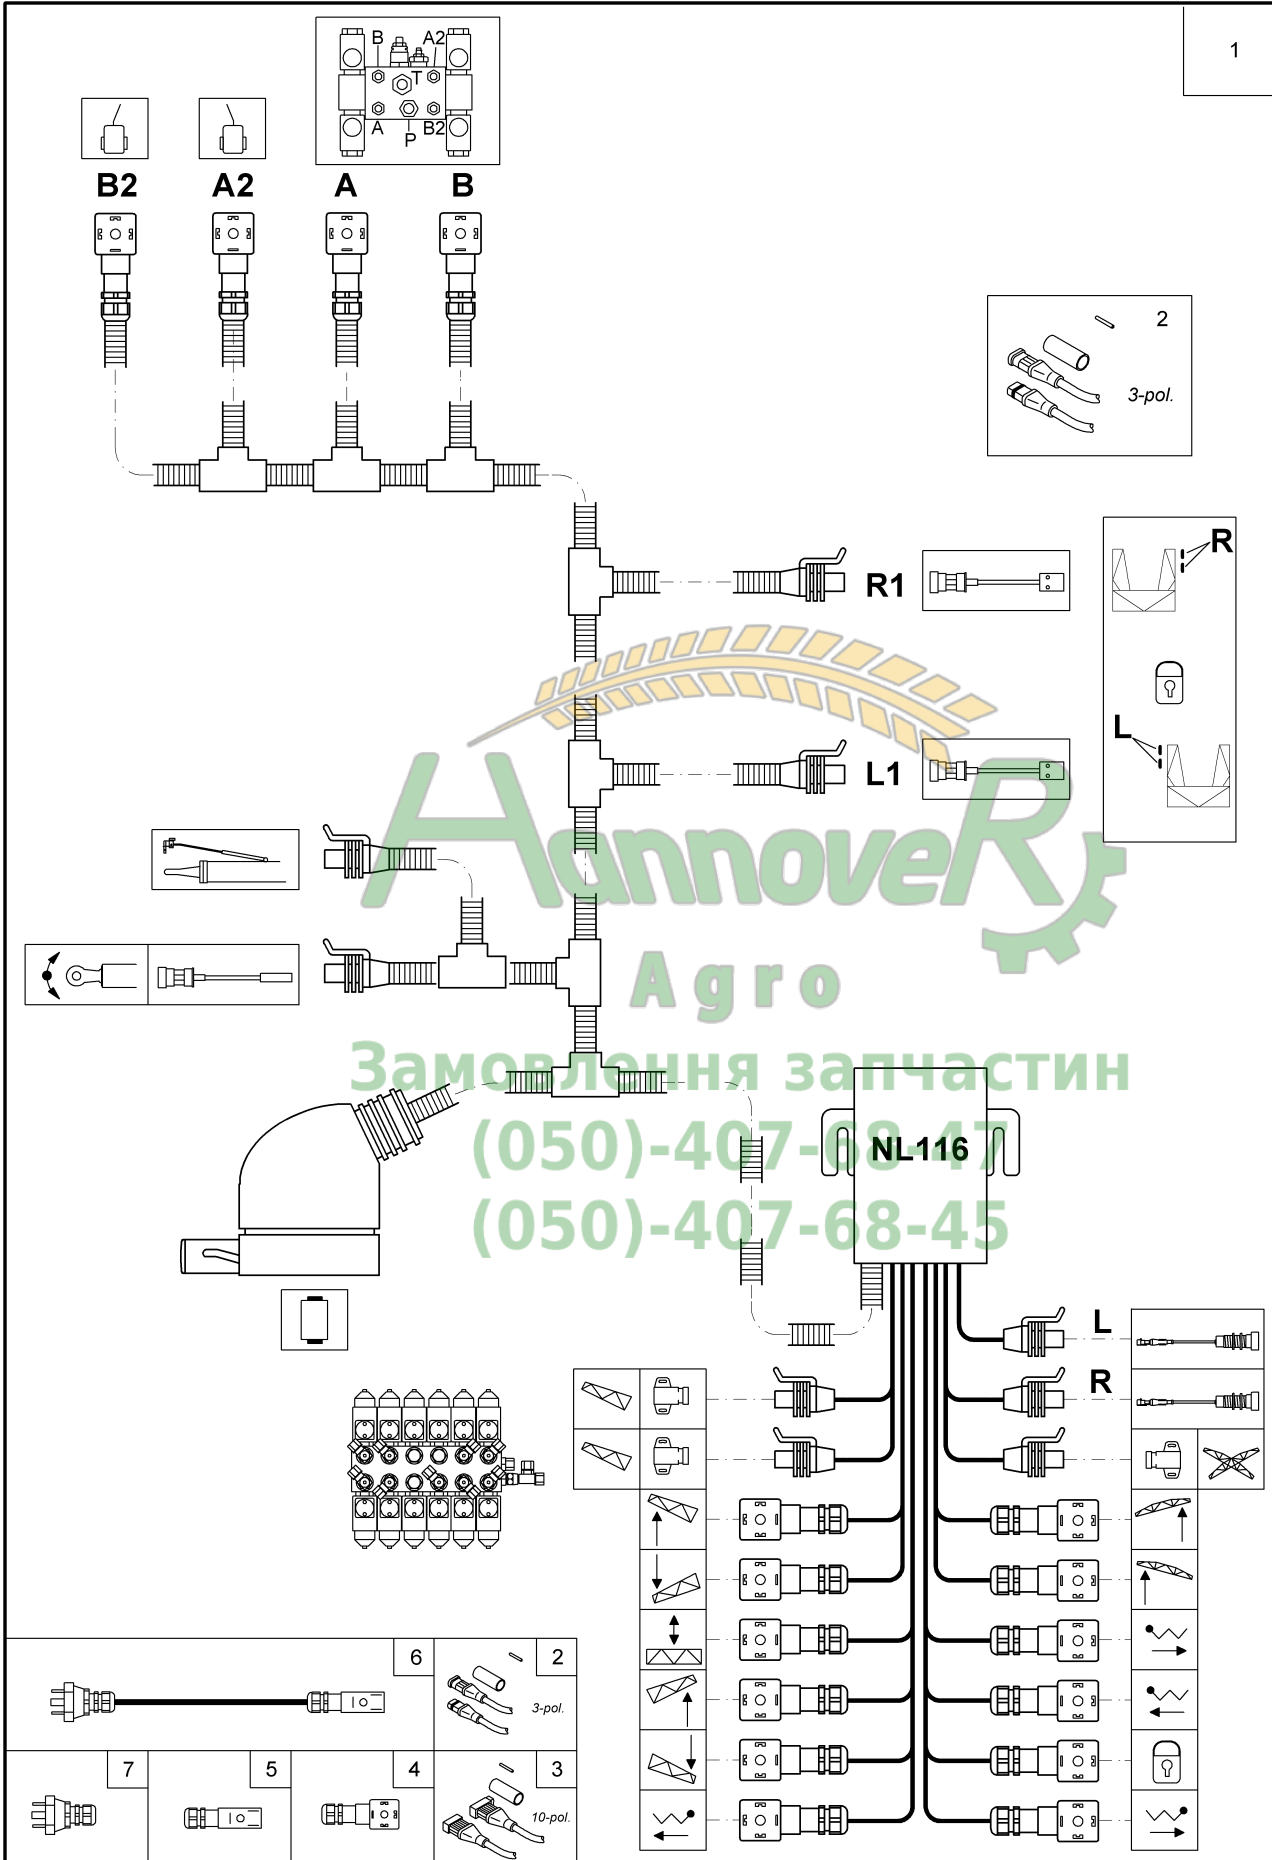 1
B
A2
T
A
P
B2
B2
A2
A
B
2
3-pol.
R1
R
L1
L
HannoveR
Agro
Замовлення запчастин
(050)-407-68-47
(050)-407-68-45
NL116
L
R
6
2
3-pol.
7
5
4
3
10-pol.